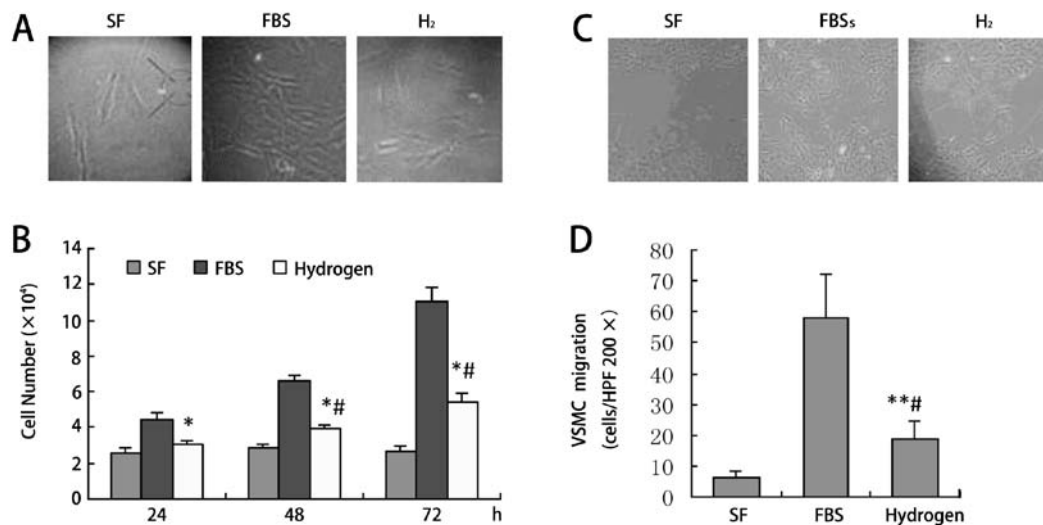 A
SF
FBS
H₂
C
SF
FBSs
H₂
B
Cell Number (×10⁴)
14
12
10
8
6
4
2
0
SF
FBS
Hydrogen
*
*#
*#
24
48
72
h
D
VSMC migration
(cells/HPF 200 ×)
80
70
60
50
40
30
20
10
0
**#
SF
FBS
Hydrogen